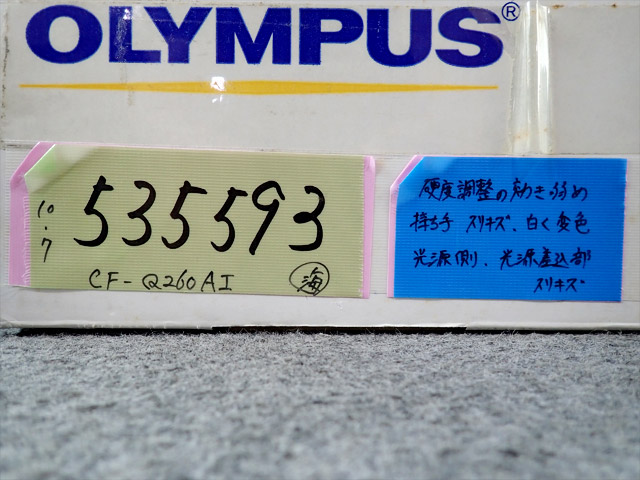 OLYMPUS®
10.7
535593
CF-Q260AI
海
硬度調整の効き弱め
持ち手 スリキズ、白く変色
光源側、光源差込部
スリキズ